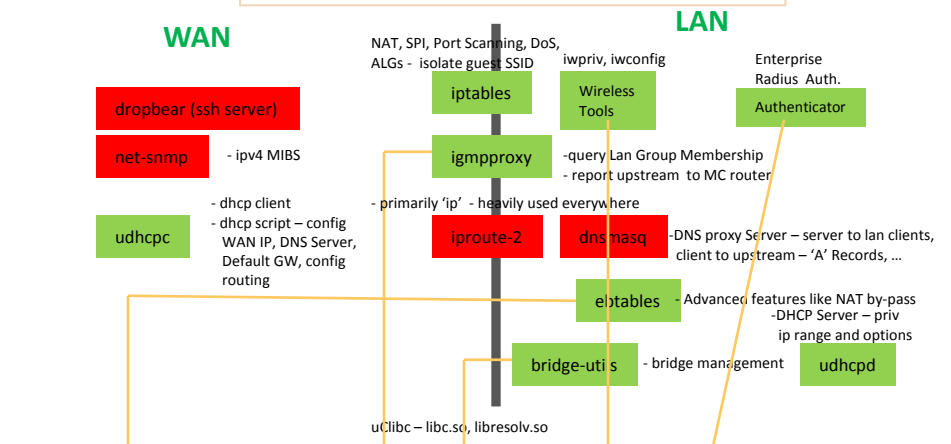 WAN
LAN
NAT, SPI, Port Scanning, DoS,
ALGs - isolate guest SSID
iwpriv, iwconfig
Enterprise
Radius Auth.
dropbear (ssh server)
iptables
Wireless
Tools
Authenticator
net-snmp
- ipv4 MIBS
igmpproxy
-query Lan Group Membership
- report upstream to MC router
udhcpc
- dhcp client
- dhcp script – config
WAN IP, DNS Server,
Default GW, config
routing
- primarily ‘ip’ - heavily used everywhere
iproute-2
dnsmasq
-DNS proxy Server – server to lan clients,
client to upstream – ‘A’ Records, …
ebtables
- Advanced features like NAT by-pass
-DHCP Server – priv
ip range and options
bridge-utils
- bridge management
udhcpd
uClibc – libc.so, libresolv.so